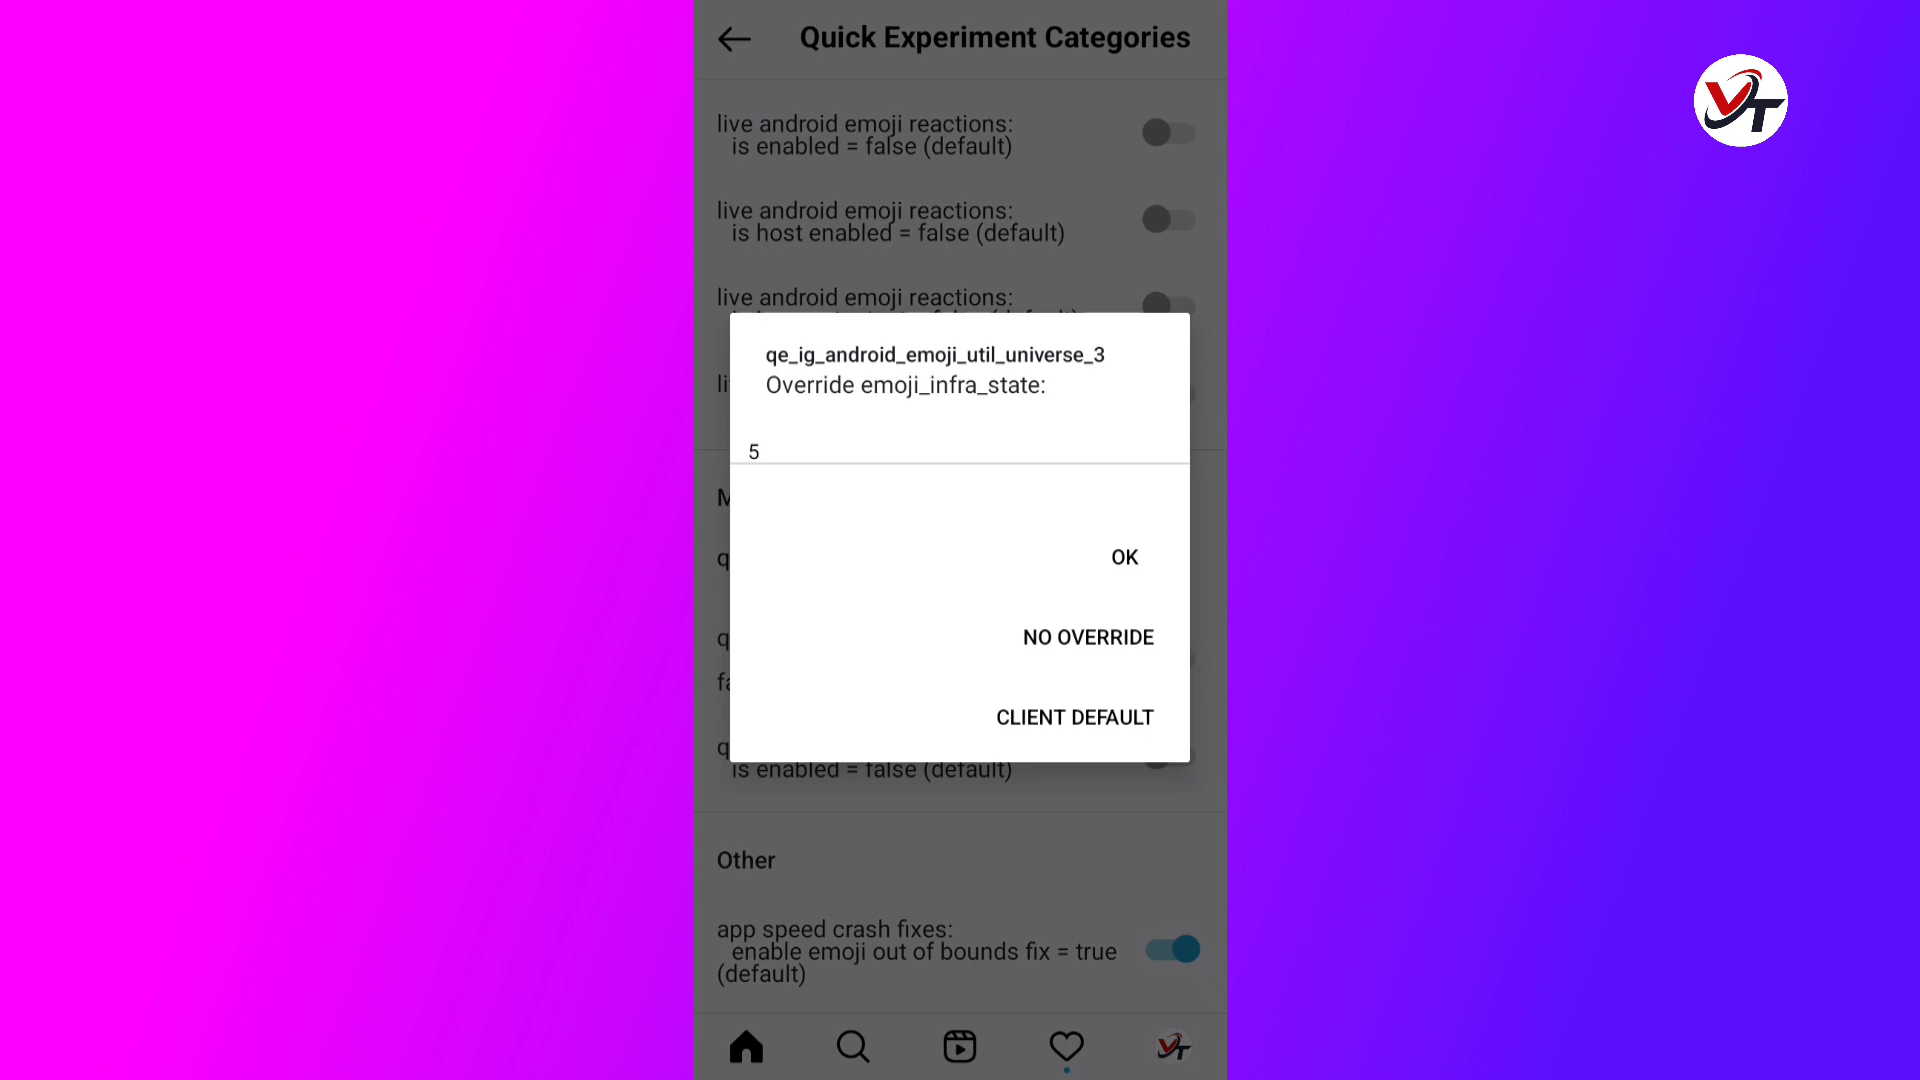 Quick Experiment Categories
live android emoji reactions:
is enabled = false (default)
live android emoji reactions:
is host enabled = false (default)
live android emoji reactions:
qe_ig_android_emoji_util_universe_3
Override emoji_infra_state:
5
OK
NO OVERRIDE
CLIENT DEFAULT
is enabled = false (default)
Other
app speed crash fixes:
enable emoji out of bounds fix = true
(default)
VT
VT